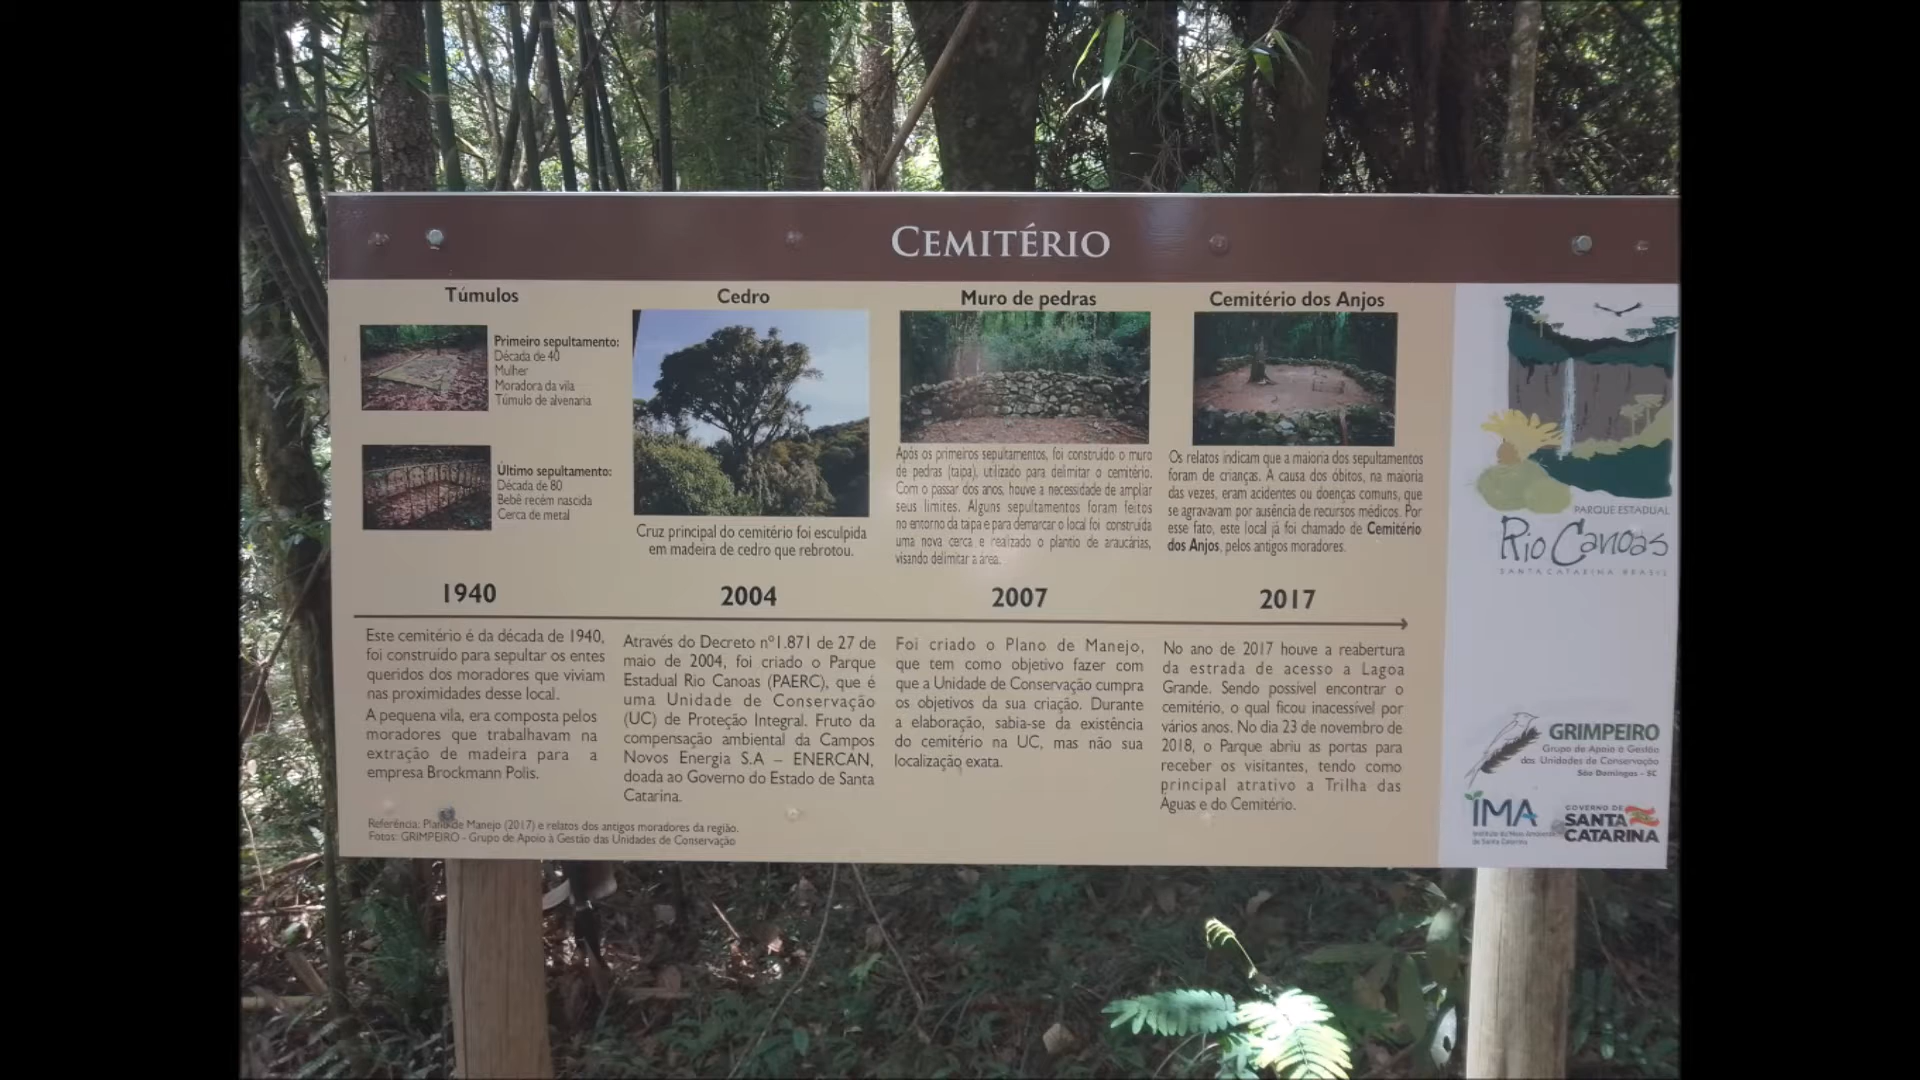 CEMITÉRIO
Túmulos
Primeiro sepultamento:
Década de 40
Mulher
Moradora da vila
Túmulo de alvenaria
Último sepultamento:
Década de 80
Bebê recém nascida
Cerca de metal
Cedro
Cruz principal do cemitério foi esculpida
em madeira de cedro que rebrotou.
Muro de pedras
Após os primeiros sepultamentos, foi construído o muro
de pedras (taipa), utilizado para delimitar o cemitério.
Com o passar dos anos, houve a necessidade de ampliar
seus limites. Alguns sepultamentos foram feitos
no entorno da tapa e para demarcar o local foi construída
uma nova cerca e realizado o plantio de araucárias,
visando delimitar a área.
Cemitério dos Anjos
Os relatos indicam que a maioria dos sepultamentos
foram de crianças. A causa dos óbitos, na maioria
das vezes, eram acidentes ou doenças comuns, que
se agravavam por ausência de recursos médicos. Por
esse fato, este local já foi chamado de Cemitério
dos Anjos, pelos antigos moradores.
1940
Este cemitério é da década de 1940,
foi construído para sepultar os entes
queridos dos moradores que viviam
nas proximidades desse local.
A pequena vila, era composta pelos
moradores que trabalhavam na
extração de madeira para a
empresa Brockmann Polis.
2004
Através do Decreto nº1.871 de 27 de
maio de 2004, foi criado o Parque
Estadual Rio Canoas (PAERC), que é
uma Unidade de Conservação
(UC) de Proteção Integral. Fruto da
compensação ambiental da Campos
Novos Energia S.A – ENERCAN,
doada ao Governo do Estado de Santa
Catarina.
2007
Foi criado o Plano de Manejo,
que tem como objetivo fazer com
que a Unidade de Conservação cumpra
os objetivos da sua criação. Durante
a elaboração, sabia-se da existência
do cemitério na UC, mas não sua
localização exata.
2017
No ano de 2017 houve a reabertura
da estrada de acesso a Lagoa
Grande. Sendo possível encontrar o
cemitério, o qual ficou inacessível por
vários anos. No dia 23 de novembro de
2018, o Parque abriu as portas para
receber os visitantes, tendo como
principal atrativo a Trilha das
Águas e do Cemitério.
Referência: Plano de Manejo (2017) e relatos dos antigos moradores da região.
Fotos: GRIMPEIRO - Grupo de Apoio à Gestão das Unidades de Conservação
PARQUE ESTADUAL
Rio Canoas
SANTA CATARINA BRASIL
GRIMPEIRO
Grupo de Apoio à Gestão
das Unidades de Conservação
São Domingos - SC
IMA
Instituto do Meio Ambiente
de Santa Catarina
GOVERNO DE
SANTA
CATARINA